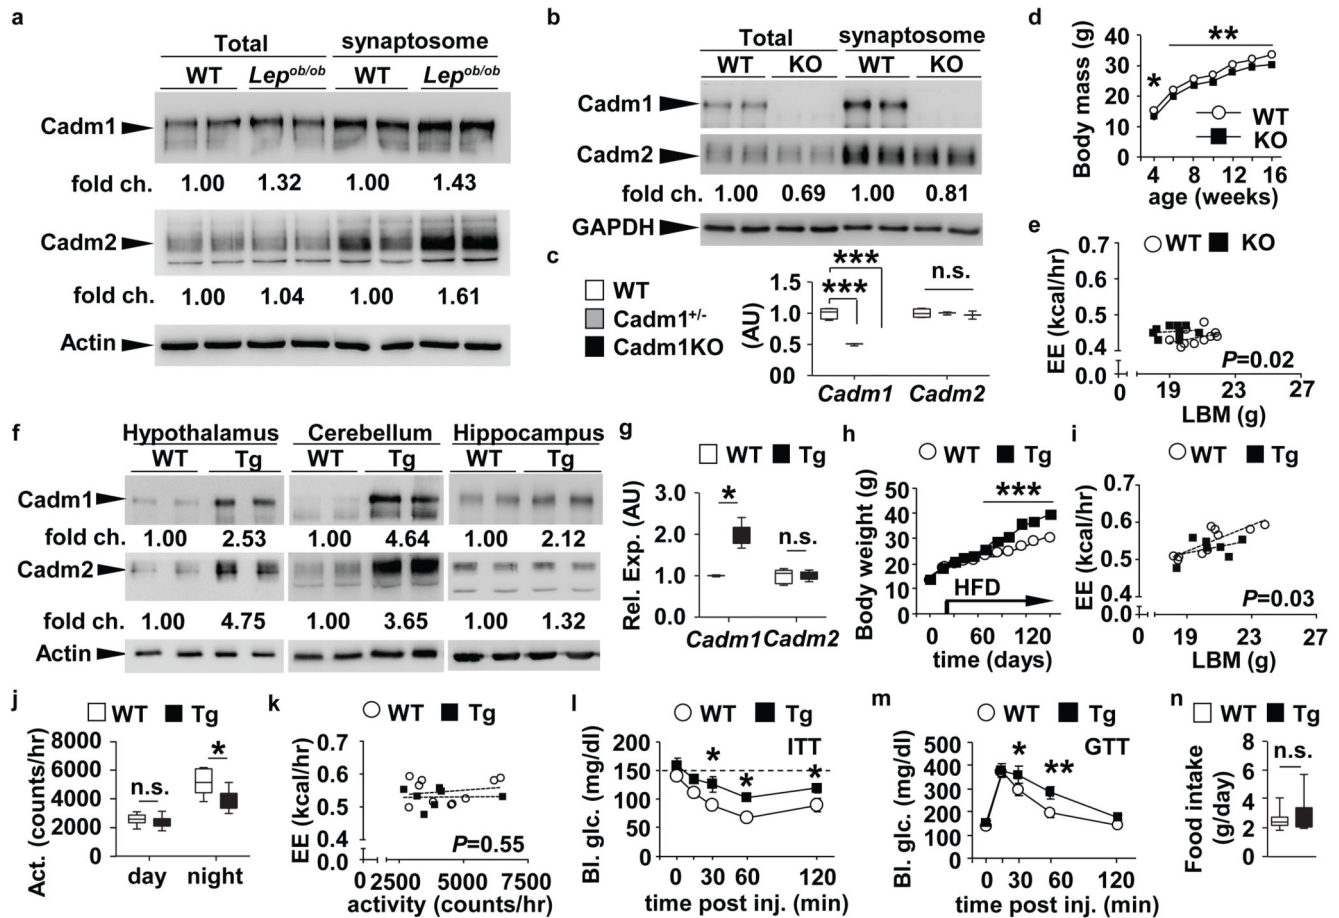 a
Total synaptosome
WT Lep^ob/ob WT Lep^ob/ob
Cadm1
fold ch. 1.00 1.32 1.00 1.43
Cadm2
fold ch. 1.00 1.04 1.00 1.61
Actin
b
Total synaptosome
WT KO WT KO
Cadm1
Cadm2
fold ch. 1.00 0.69 1.00 0.81
GAPDH
c
WT
Cadm1+/-
Cadm1KO
(AU)
1.5
1.0
0.5
0.0
***
***
n.s.
Cadm1 Cadm2
d
Body mass (g)
40
30
20
10
0
*
**
WT
KO
4 8 12 16
age (weeks)
e
WT KO
EE (kcal/hr)
0.7
0.5
0.4
0.0
P=0.02
0 19 23 27
LBM (g)
f
Hypothalamus Cerebellum Hippocampus
WT Tg WT Tg WT Tg
Cadm1
fold ch. 1.00 2.53 1.00 4.64 1.00 2.12
Cadm2
fold ch. 1.00 4.75 1.00 3.65 1.00 1.32
Actin
g
WT Tg
Rel. Exp. (AU)
3.0
2.0
1.0
0.0
*
n.s.
Cadm1 Cadm2
h
WT Tg
Body weight (g)
50
40
30
20
10
0
***
HFD
0 60 120
time (days)
i
WT Tg
EE (kcal/hr)
0.7
0.6
0.5
0.4
0
P=0.03
0 19 23 27
LBM (g)
j
WT Tg
Act. (counts/hr)
8000
6000
4000
2000
0
n.s.
*
day night
k
WT Tg
EE (kcal/hr)
0.7
0.6
0.5
0.4
0.0
P=0.55
0 2500 5000 7500
activity (counts/hr)
l
WT Tg
Bl. glc. (mg/dl)
200
150
100
50
0
ITT
*
*
*
0 30 60 120
time post inj. (min)
m
WT Tg
Bl. glc. (mg/dl)
500
400
300
200
100
0
GTT
*
**
0 30 60 120
time post inj. (min)
n
WT Tg
Food intake
(g/day)
8
6
4
2
0
n.s.